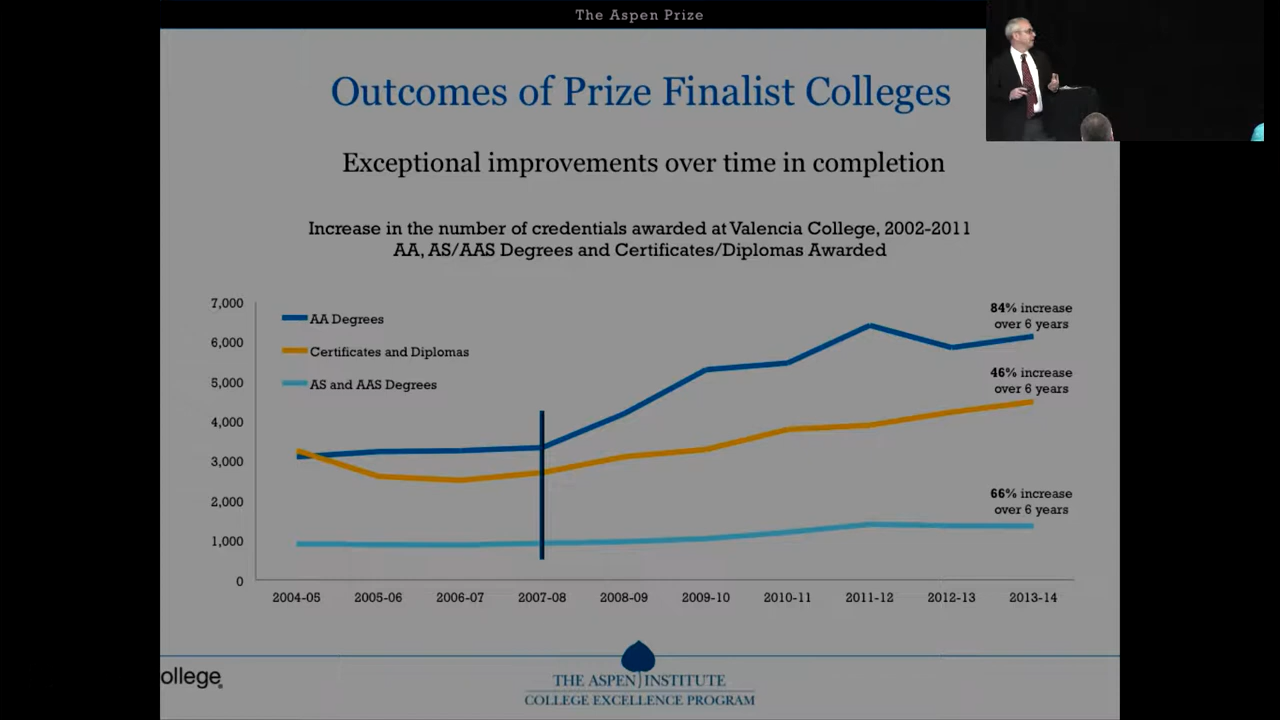 The Aspen Prize
Outcomes of Prize Finalist Colleges
Exceptional improvements over time in completion
Increase in the number of credentials awarded at Valencia College, 2002-2011
AA, AS/AAS Degrees and Certificates/Diplomas Awarded
7,000
6,000
5,000
4,000
3,000
2,000
1,000
0
AA Degrees
Certificates and Diplomas
AS and AAS Degrees
84% increase
over 6 years
46% increase
over 6 years
66% increase
over 6 years
2004-05 2005-06 2006-07 2007-08 2008-09 2009-10 2010-11 2011-12 2012-13 2013-14
ollege
THE ASPEN INSTITUTE
COLLEGE EXCELLENCE PROGRAM